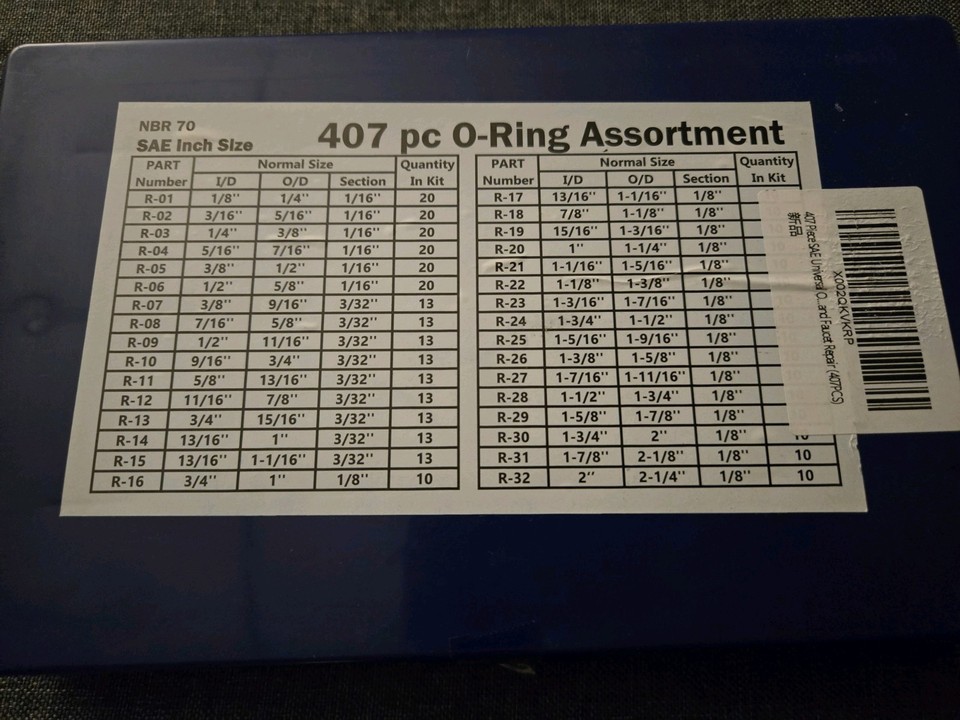 NBR 70
SAE Inch Size
407 pc O-Ring Assortment
PART Number Normal Size Quantity In Kit
I/D O/D Section
R-01 1/8" 1/4" 1/16" 20
R-02 3/16" 5/16" 1/16" 20
R-03 1/4" 3/8" 1/16" 20
R-04 5/16" 7/16" 1/16" 20
R-05 3/8" 1/2" 1/16" 20
R-06 1/2" 5/8" 1/16" 20
R-07 3/8" 9/16" 3/32" 13
R-08 7/16" 5/8" 3/32" 13
R-09 1/2" 11/16" 3/32" 13
R-10 9/16" 3/4" 3/32" 13
R-11 5/8" 13/16" 3/32" 13
R-12 11/16" 7/8" 3/32" 13
R-13 3/4" 15/16" 3/32" 13
R-14 13/16" 1" 3/32" 13
R-15 13/16" 1-1/16" 3/32" 13
R-16 3/4" 1" 1/8" 10
PART Number Normal Size Quantity In Kit
I/D O/D Section
R-17 13/16" 1-1/16" 1/8"
R-18 7/8" 1-1/8" 1/8"
R-19 15/16" 1-3/16" 1/8"
R-20 1" 1-1/4" 1/8"
R-21 1-1/16" 1-5/16" 1/8"
R-22 1-1/8" 1-3/8" 1/8"
R-23 1-3/16" 1-7/16" 1/8"
R-24 1-3/4" 1-1/2" 1/8"
R-25 1-5/16" 1-9/16" 1/8"
R-26 1-3/8" 1-5/8" 1/8"
R-27 1-7/16" 1-11/16" 1/8"
R-28 1-1/2" 1-3/4" 1/8"
R-29 1-5/8" 1-7/8" 1/8"
R-30 1-3/4" 2" 1/8" 10
R-31 1-7/8" 2-1/8" 1/8" 10
R-32 2" 2-1/4" 1/8" 10
X002QKVKRP
407 Piece SAE Universal O...and Faucet Repair (407PCS)
新品